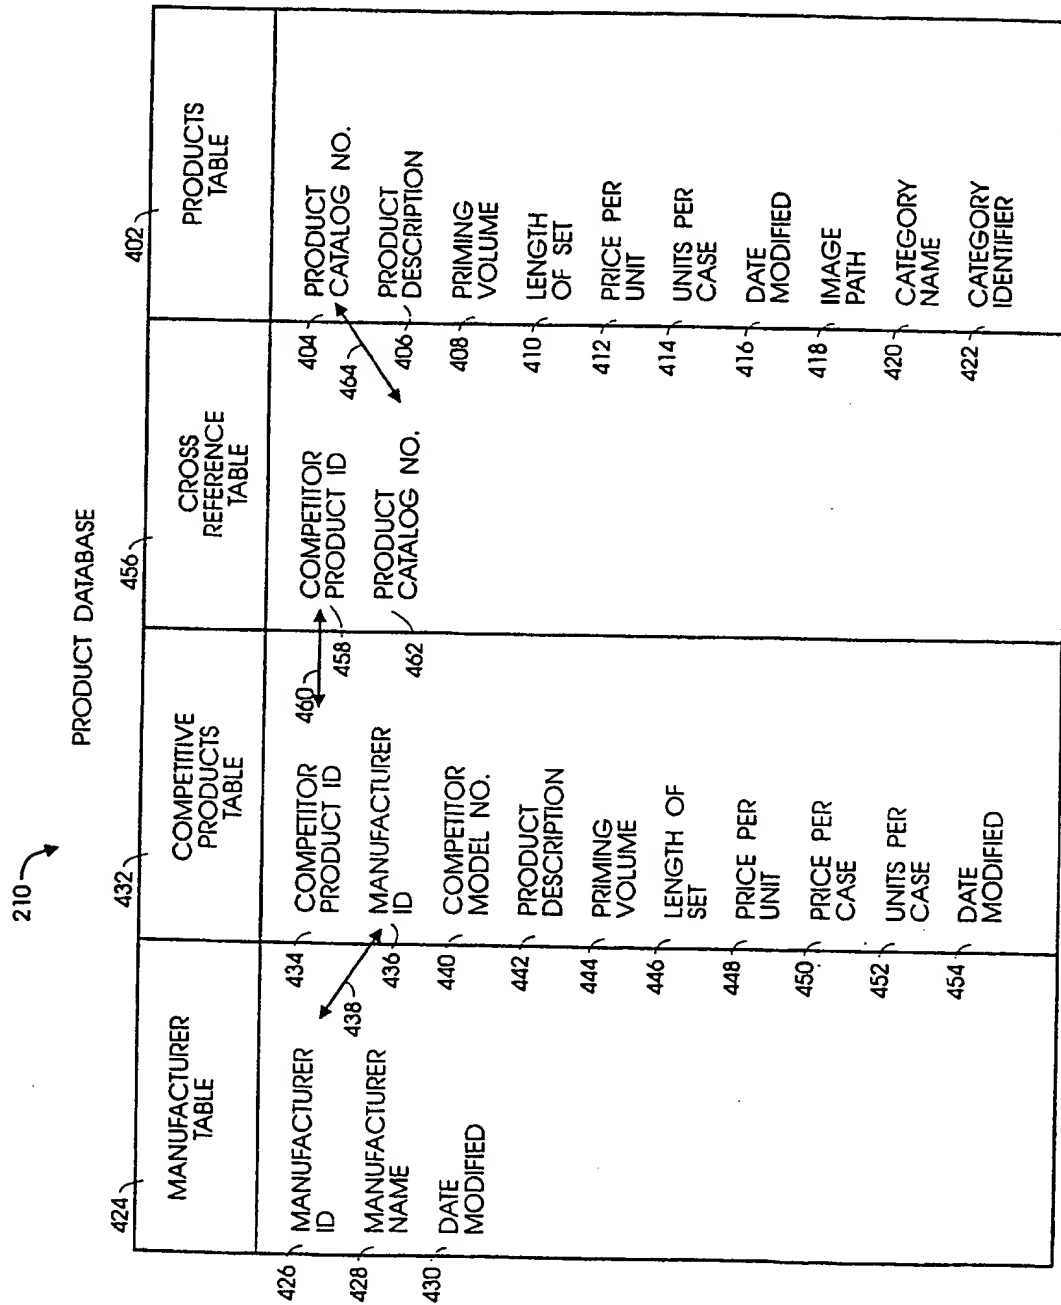 210
PRODUCT DATABASE
424
MANUFACTURER
TABLE
426
MANUFACTURER
ID
428
MANUFACTURER
NAME
430
DATE
MODIFIED
432
COMPETITIVE
PRODUCTS
TABLE
434
COMPETITOR
PRODUCT ID
436
MANUFACTURER
ID
438
440
COMPETITOR
MODEL NO.
442
PRODUCT
DESCRIPTION
444
PRIMING
VOLUME
446
LENGTH OF
SET
448
PRICE PER
UNIT
450
PRICE PER
CASE
452
UNITS PER
CASE
454
DATE
MODIFIED
456
CROSS
REFERENCE
TABLE
460
458
COMPETITOR
PRODUCT ID
462
PRODUCT
CATALOG NO.
402
PRODUCTS
TABLE
404
PRODUCT
CATALOG NO.
464
406
PRODUCT
DESCRIPTION
408
PRIMING
VOLUME
410
LENGTH
OF SET
412
PRICE PER
UNIT
414
UNITS PER
CASE
416
DATE
MODIFIED
418
IMAGE
PATH
420
CATEGORY
NAME
422
CATEGORY
IDENTIFIER